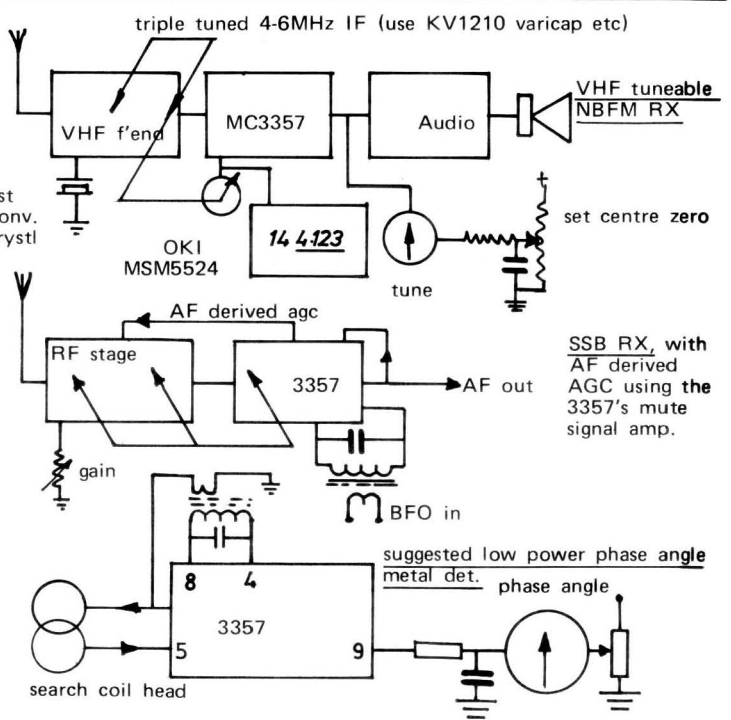 triple tuned 4-6MHz IF (use KV1210 varicap etc)
VHF f'end
MC3357
Audio
VHF tuneable
NBFM RX
st
onv.
rystl
OKI
MSM5524
14 4.123
tune
+
set centre zero
AF derived agc
RF stage
3357
AF out
SSB RX, with
AF derived
AGC using the
3357's mute
signal amp.
gain
BFO in
suggested low power phase angle
metal det.
phase angle
8
4
3357
5
9
search coil head